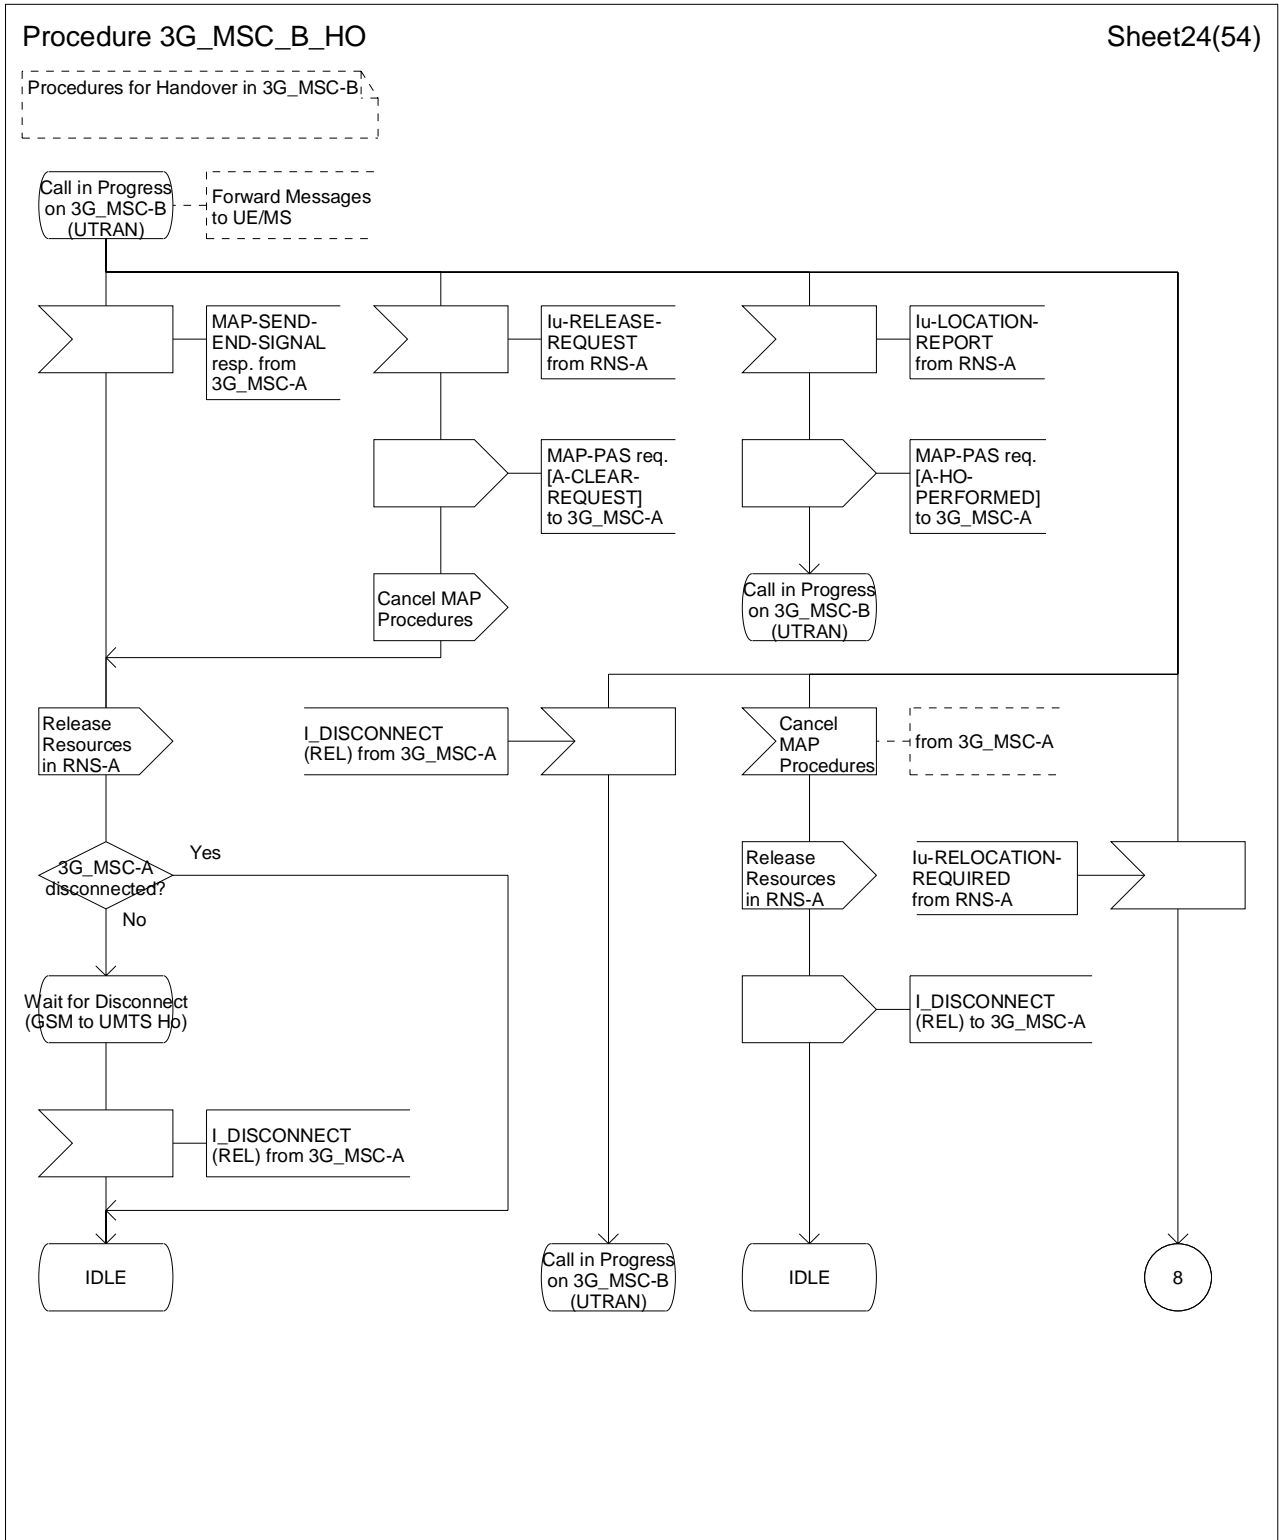 Procedure 3G_MSC_B_HO
Sheet24(54)
Procedures for Handover in 3G_MSC-B
Call in Progress
on 3G_MSC-B
(UTRAN)
Forward Messages
to UE/MS
MAP-SEND-
END-SIGNAL
resp. from
3G_MSC-A
Iu-RELEASE-
REQUEST
from RNS-A
Iu-LOCATION-
REPORT
from RNS-A
MAP-PAS req.
[A-CLEAR-
REQUEST]
to 3G_MSC-A
MAP-PAS req.
[A-HO-
PERFORMED]
to 3G_MSC-A
Cancel MAP
Procedures
Call in Progress
on 3G_MSC-B
(UTRAN)
Release
Resources
in RNS-A
I_DISCONNECT
(REL) from 3G_MSC-A
Cancel
MAP
Procedures
from 3G_MSC-A
3G_MSC-A
disconnected?
Yes
No
Release
Resources
in RNS-A
Iu-RELOCATION-
REQUIRED
from RNS-A
Wait for Disconnect
(GSM to UMTS Ho)
I_DISCONNECT
(REL) to 3G_MSC-A
I_DISCONNECT
(REL) from 3G_MSC-A
IDLE
Call in Progress
on 3G_MSC-B
(UTRAN)
IDLE
8